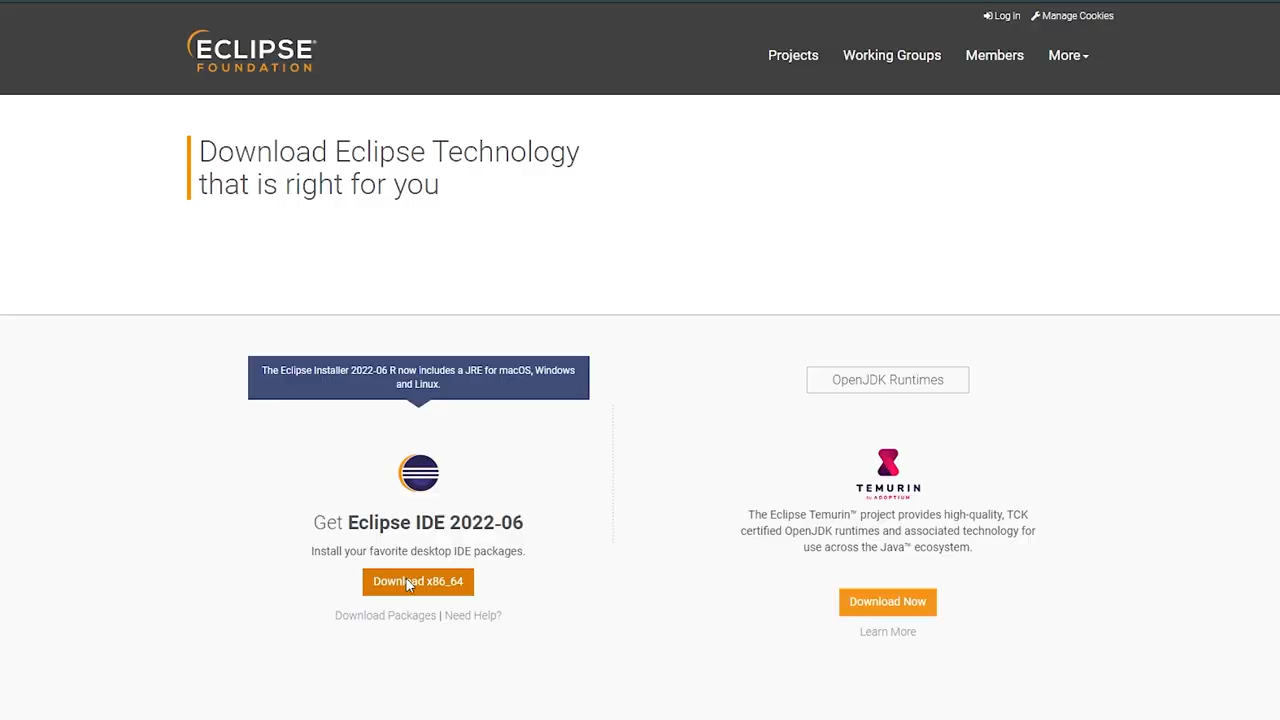 Log in Manage Cookies
ECLIPSE
FOUNDATION
Projects Working Groups Members More
Download Eclipse Technology
that is right for you
The Eclipse Installer 2022-06 R now includes a JRE for macOS, Windows
and Linux.
Get Eclipse IDE 2022-06
Install your favorite desktop IDE packages.
Download x86_64
Download Packages | Need Help?
OpenJDK Runtimes
TEMURIN
by ADOPTIUM
The Eclipse Temurin™ project provides high-quality, TCK
certified OpenJDK runtimes and associated technology for
use across the Java™ ecosystem.
Download Now
Learn More